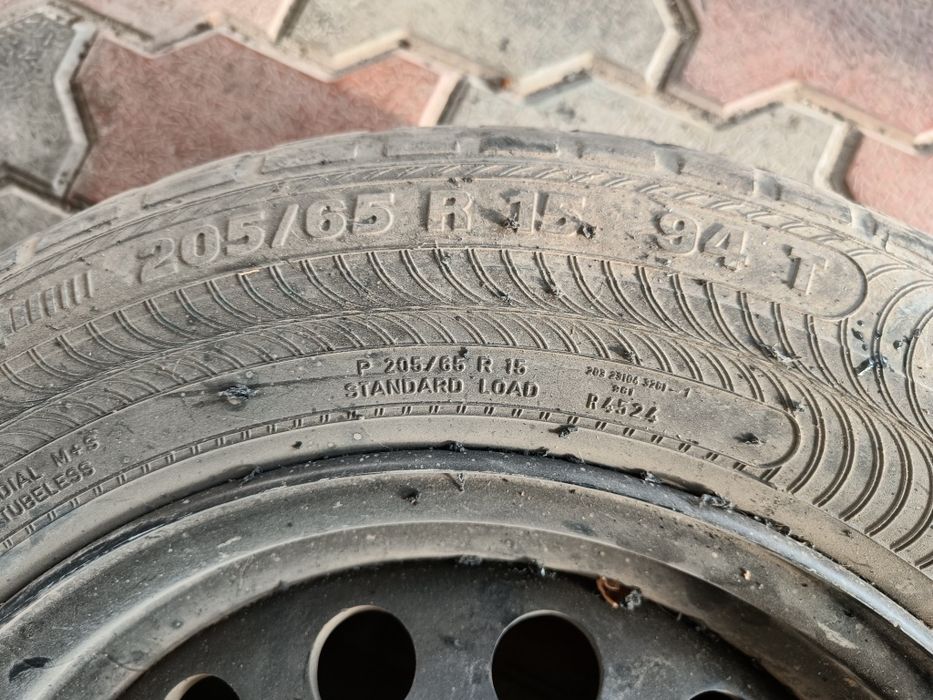 205/65 R 15 94 T
P 205/65 R 15
STANDARD LOAD
R4524
DIAL M+S
TUBELESS